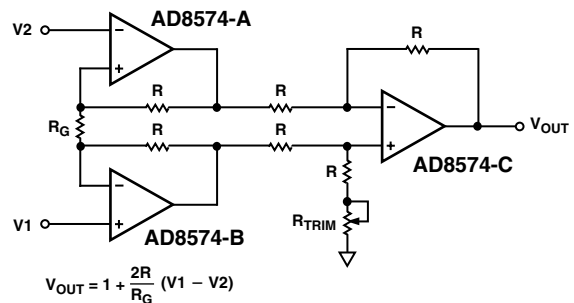 AD8574-A
V2
−
+
R
R
R
R_G
R
R
−
+
V_OUT
AD8574-C
−
+
V1
AD8574-B
R
R_TRIM
V_OUT = 1 + 2R/R_G (V1 − V2)